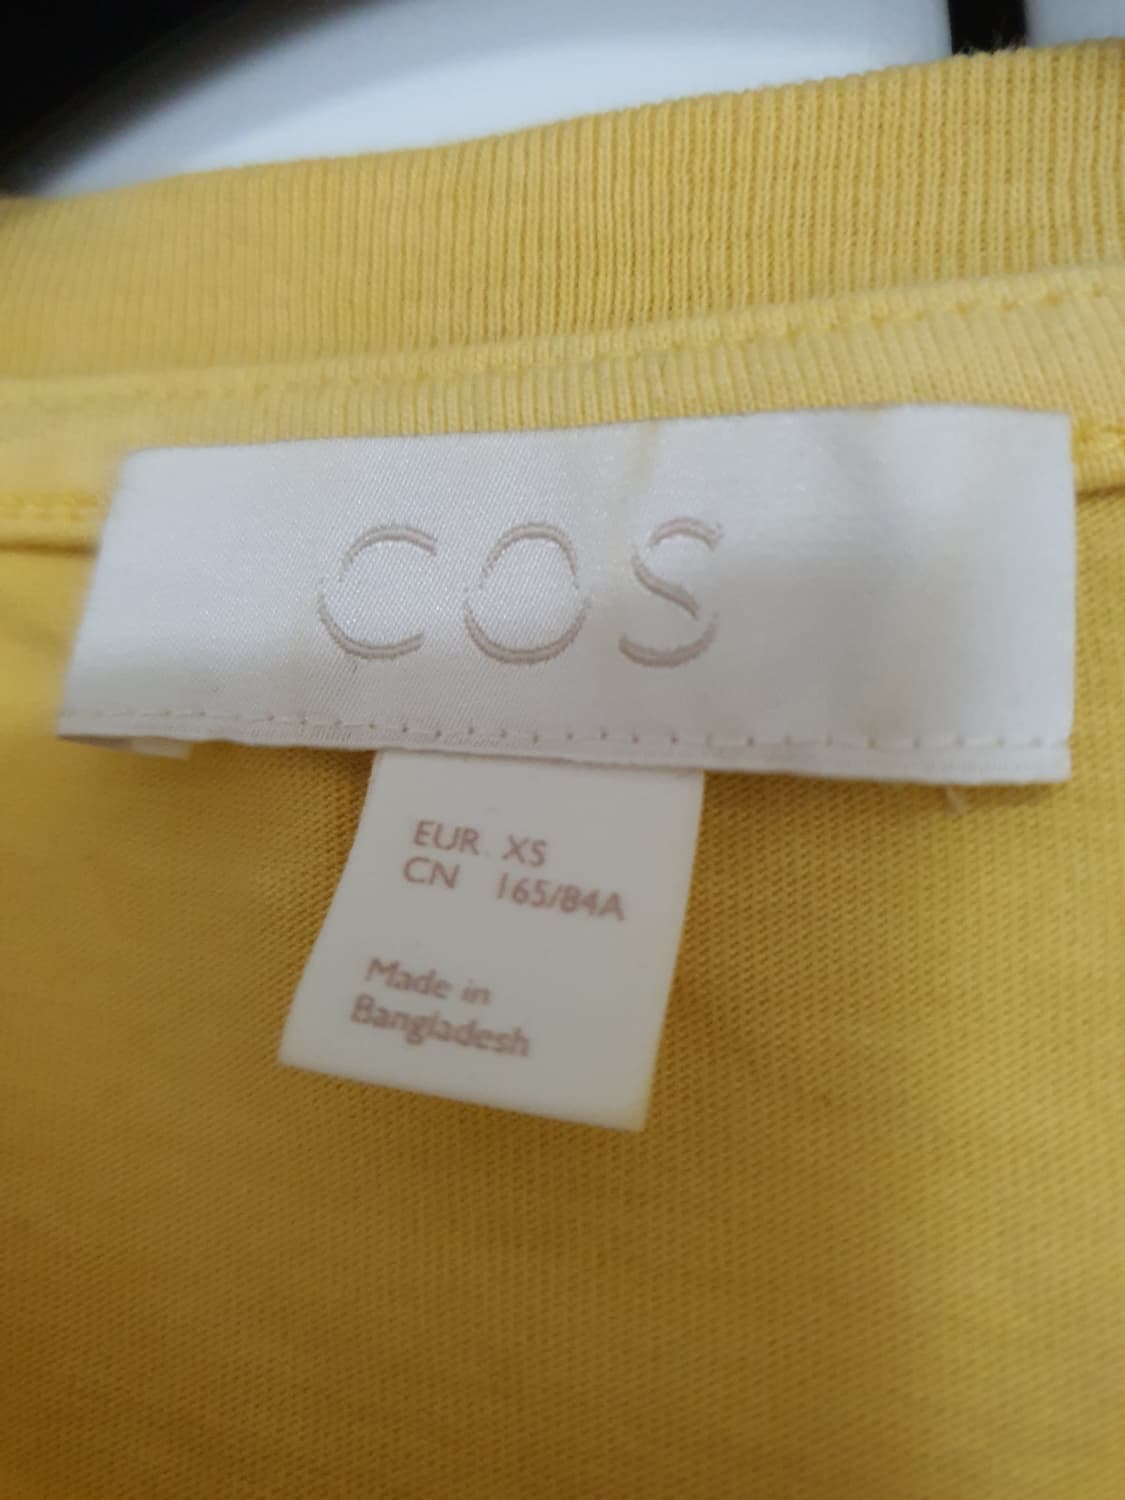 COS
EUR XS
CN 165/84A
Made in
Bangladesh